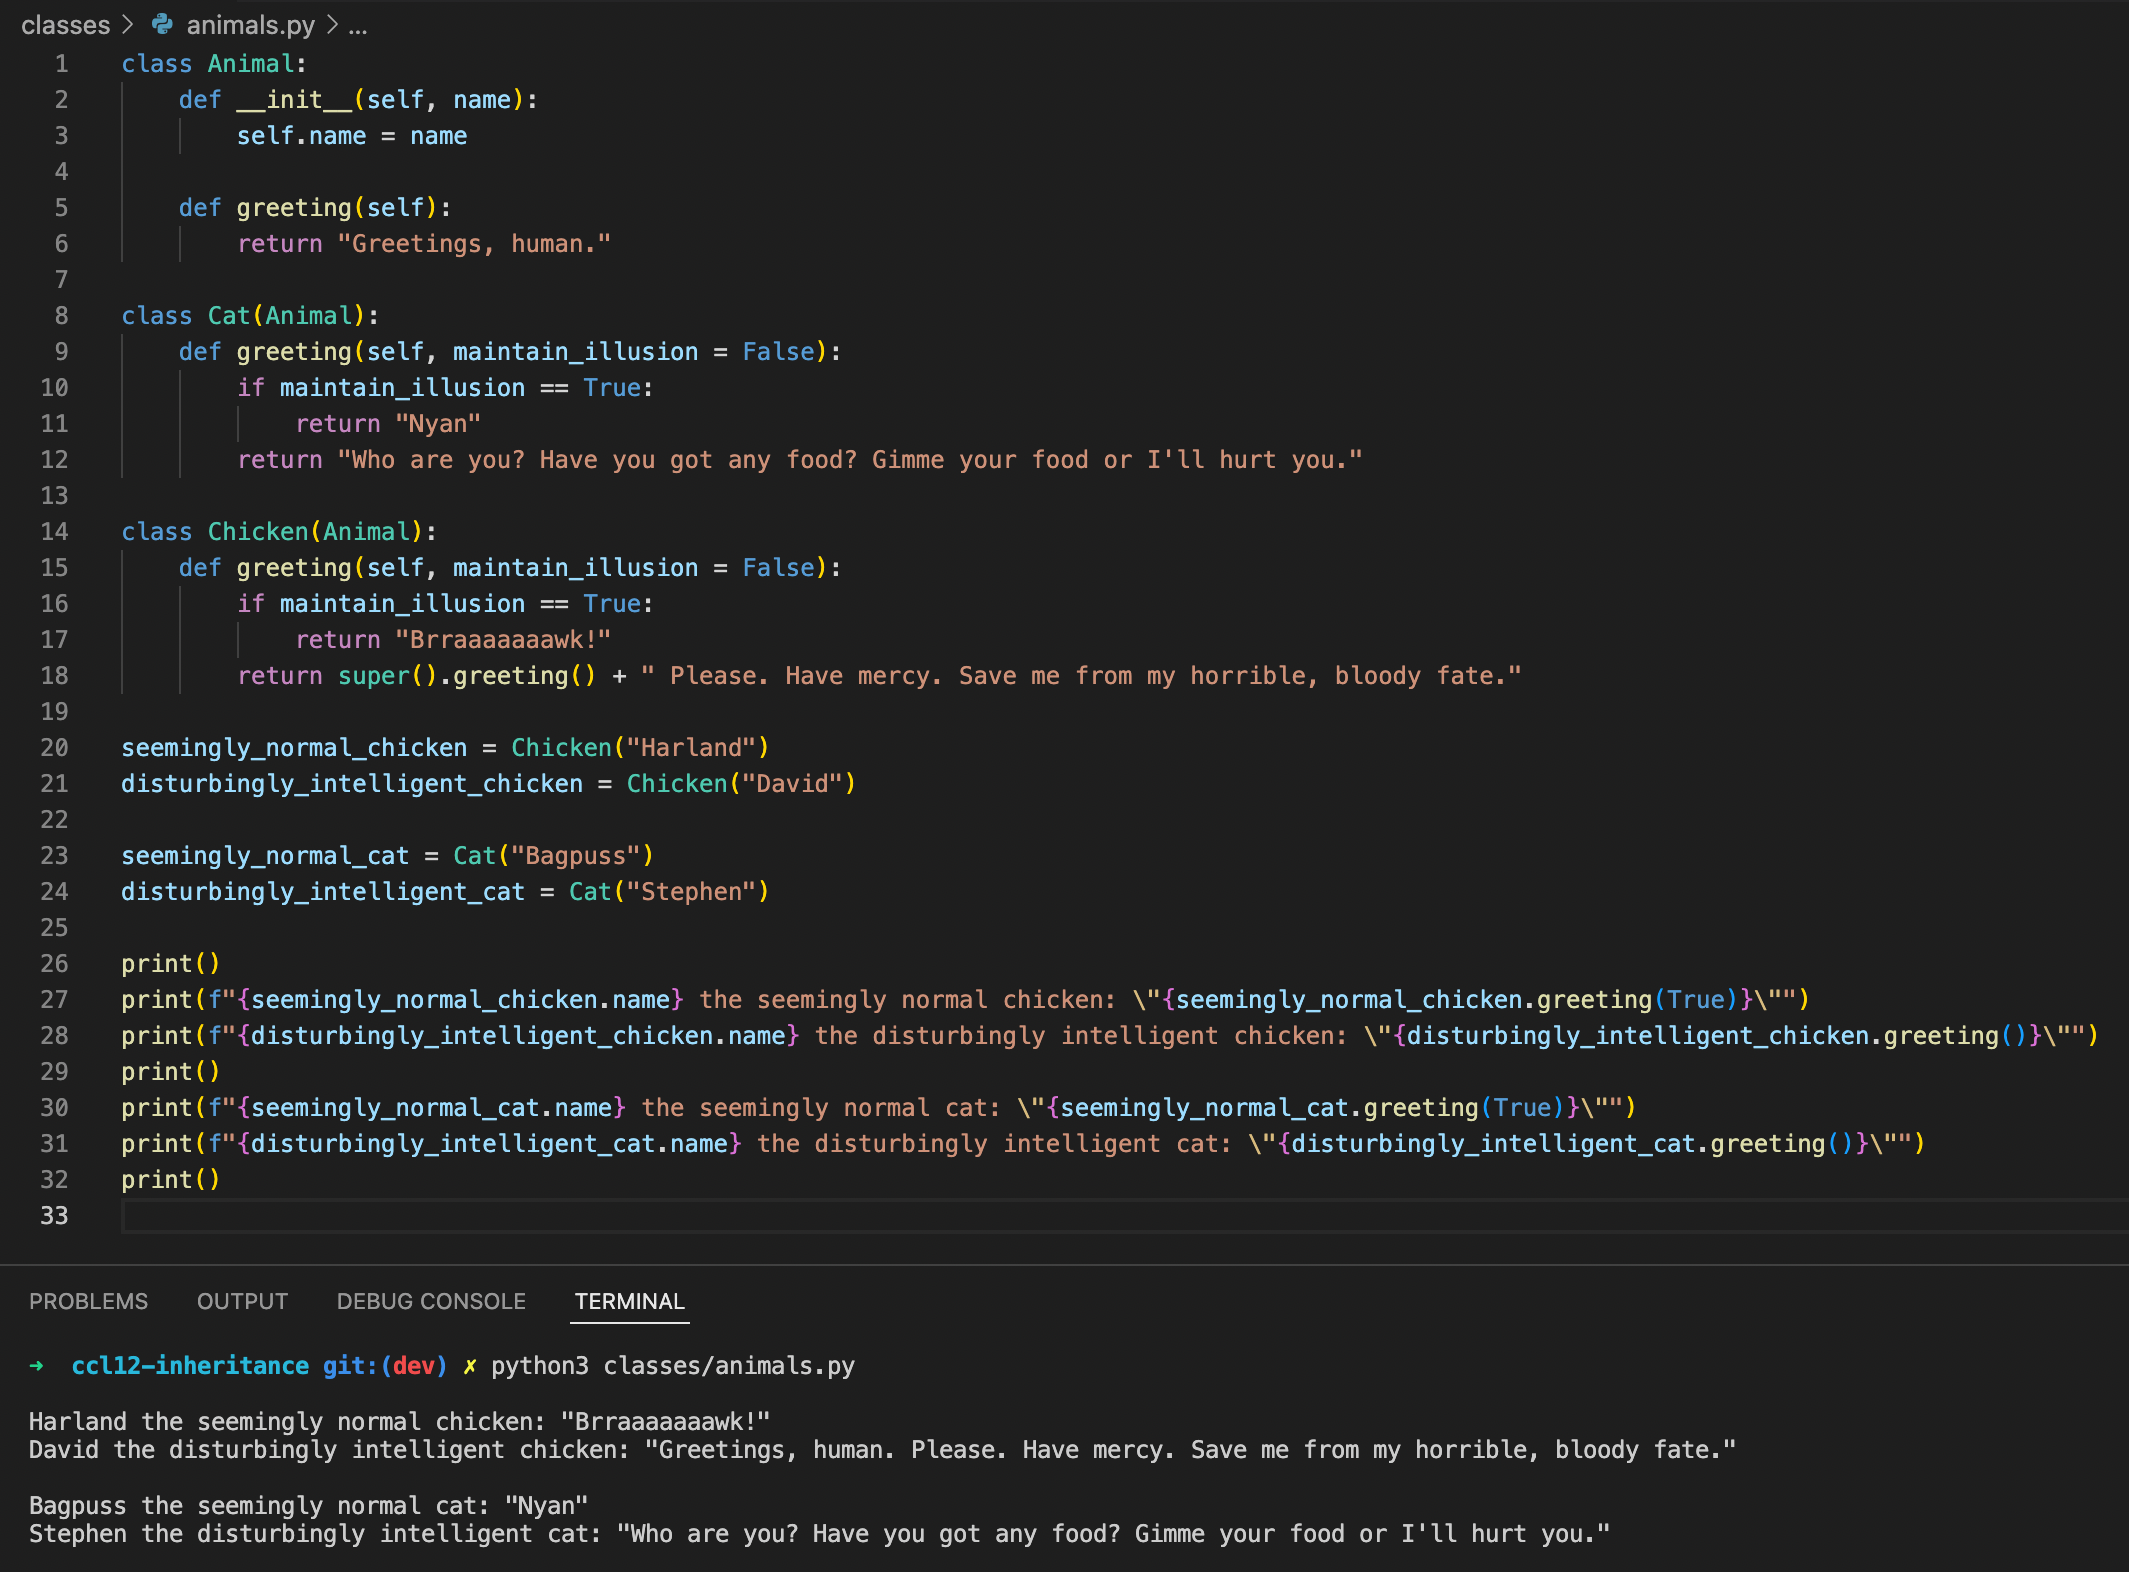 classes > animals.py > ...
1 class Animal:
2     def __init__(self, name):
3         self.name = name
4
5     def greeting(self):
6         return "Greetings, human."
7
8 class Cat(Animal):
9     def greeting(self, maintain_illusion = False):
10         if maintain_illusion == True:
11             return "Nyan"
12         return "Who are you? Have you got any food? Gimme your food or I'll hurt you."
13
14 class Chicken(Animal):
15     def greeting(self, maintain_illusion = False):
16         if maintain_illusion == True:
17             return "Brraaaaaaawk!"
18         return super().greeting() + " Please. Have mercy. Save me from my horrible, bloody fate."
19
20 seemingly_normal_chicken = Chicken("Harland")
21 disturbingly_intelligent_chicken = Chicken("David")
22
23 seemingly_normal_cat = Cat("Bagpuss")
24 disturbingly_intelligent_cat = Cat("Stephen")
25
26 print()
27 print(f"{seemingly_normal_chicken.name} the seemingly normal chicken: \"{seemingly_normal_chicken.greeting(True)}\"")
28 print(f"{disturbingly_intelligent_chicken.name} the disturbingly intelligent chicken: \"{disturbingly_intelligent_chicken.greeting()}\"")
29 print()
30 print(f"{seemingly_normal_cat.name} the seemingly normal cat: \"{seemingly_normal_cat.greeting(True)}\"")
31 print(f"{disturbingly_intelligent_cat.name} the disturbingly intelligent cat: \"{disturbingly_intelligent_cat.greeting()}\"")
32 print()
33
PROBLEMS OUTPUT DEBUG CONSOLE TERMINAL
➜ ccl12-inheritance git:(dev) ✗ python3 classes/animals.py
Harland the seemingly normal chicken: "Brraaaaaaawk!"
David the disturbingly intelligent chicken: "Greetings, human. Please. Have mercy. Save me from my horrible, bloody fate."
Bagpuss the seemingly normal cat: "Nyan"
Stephen the disturbingly intelligent cat: "Who are you? Have you got any food? Gimme your food or I'll hurt you."